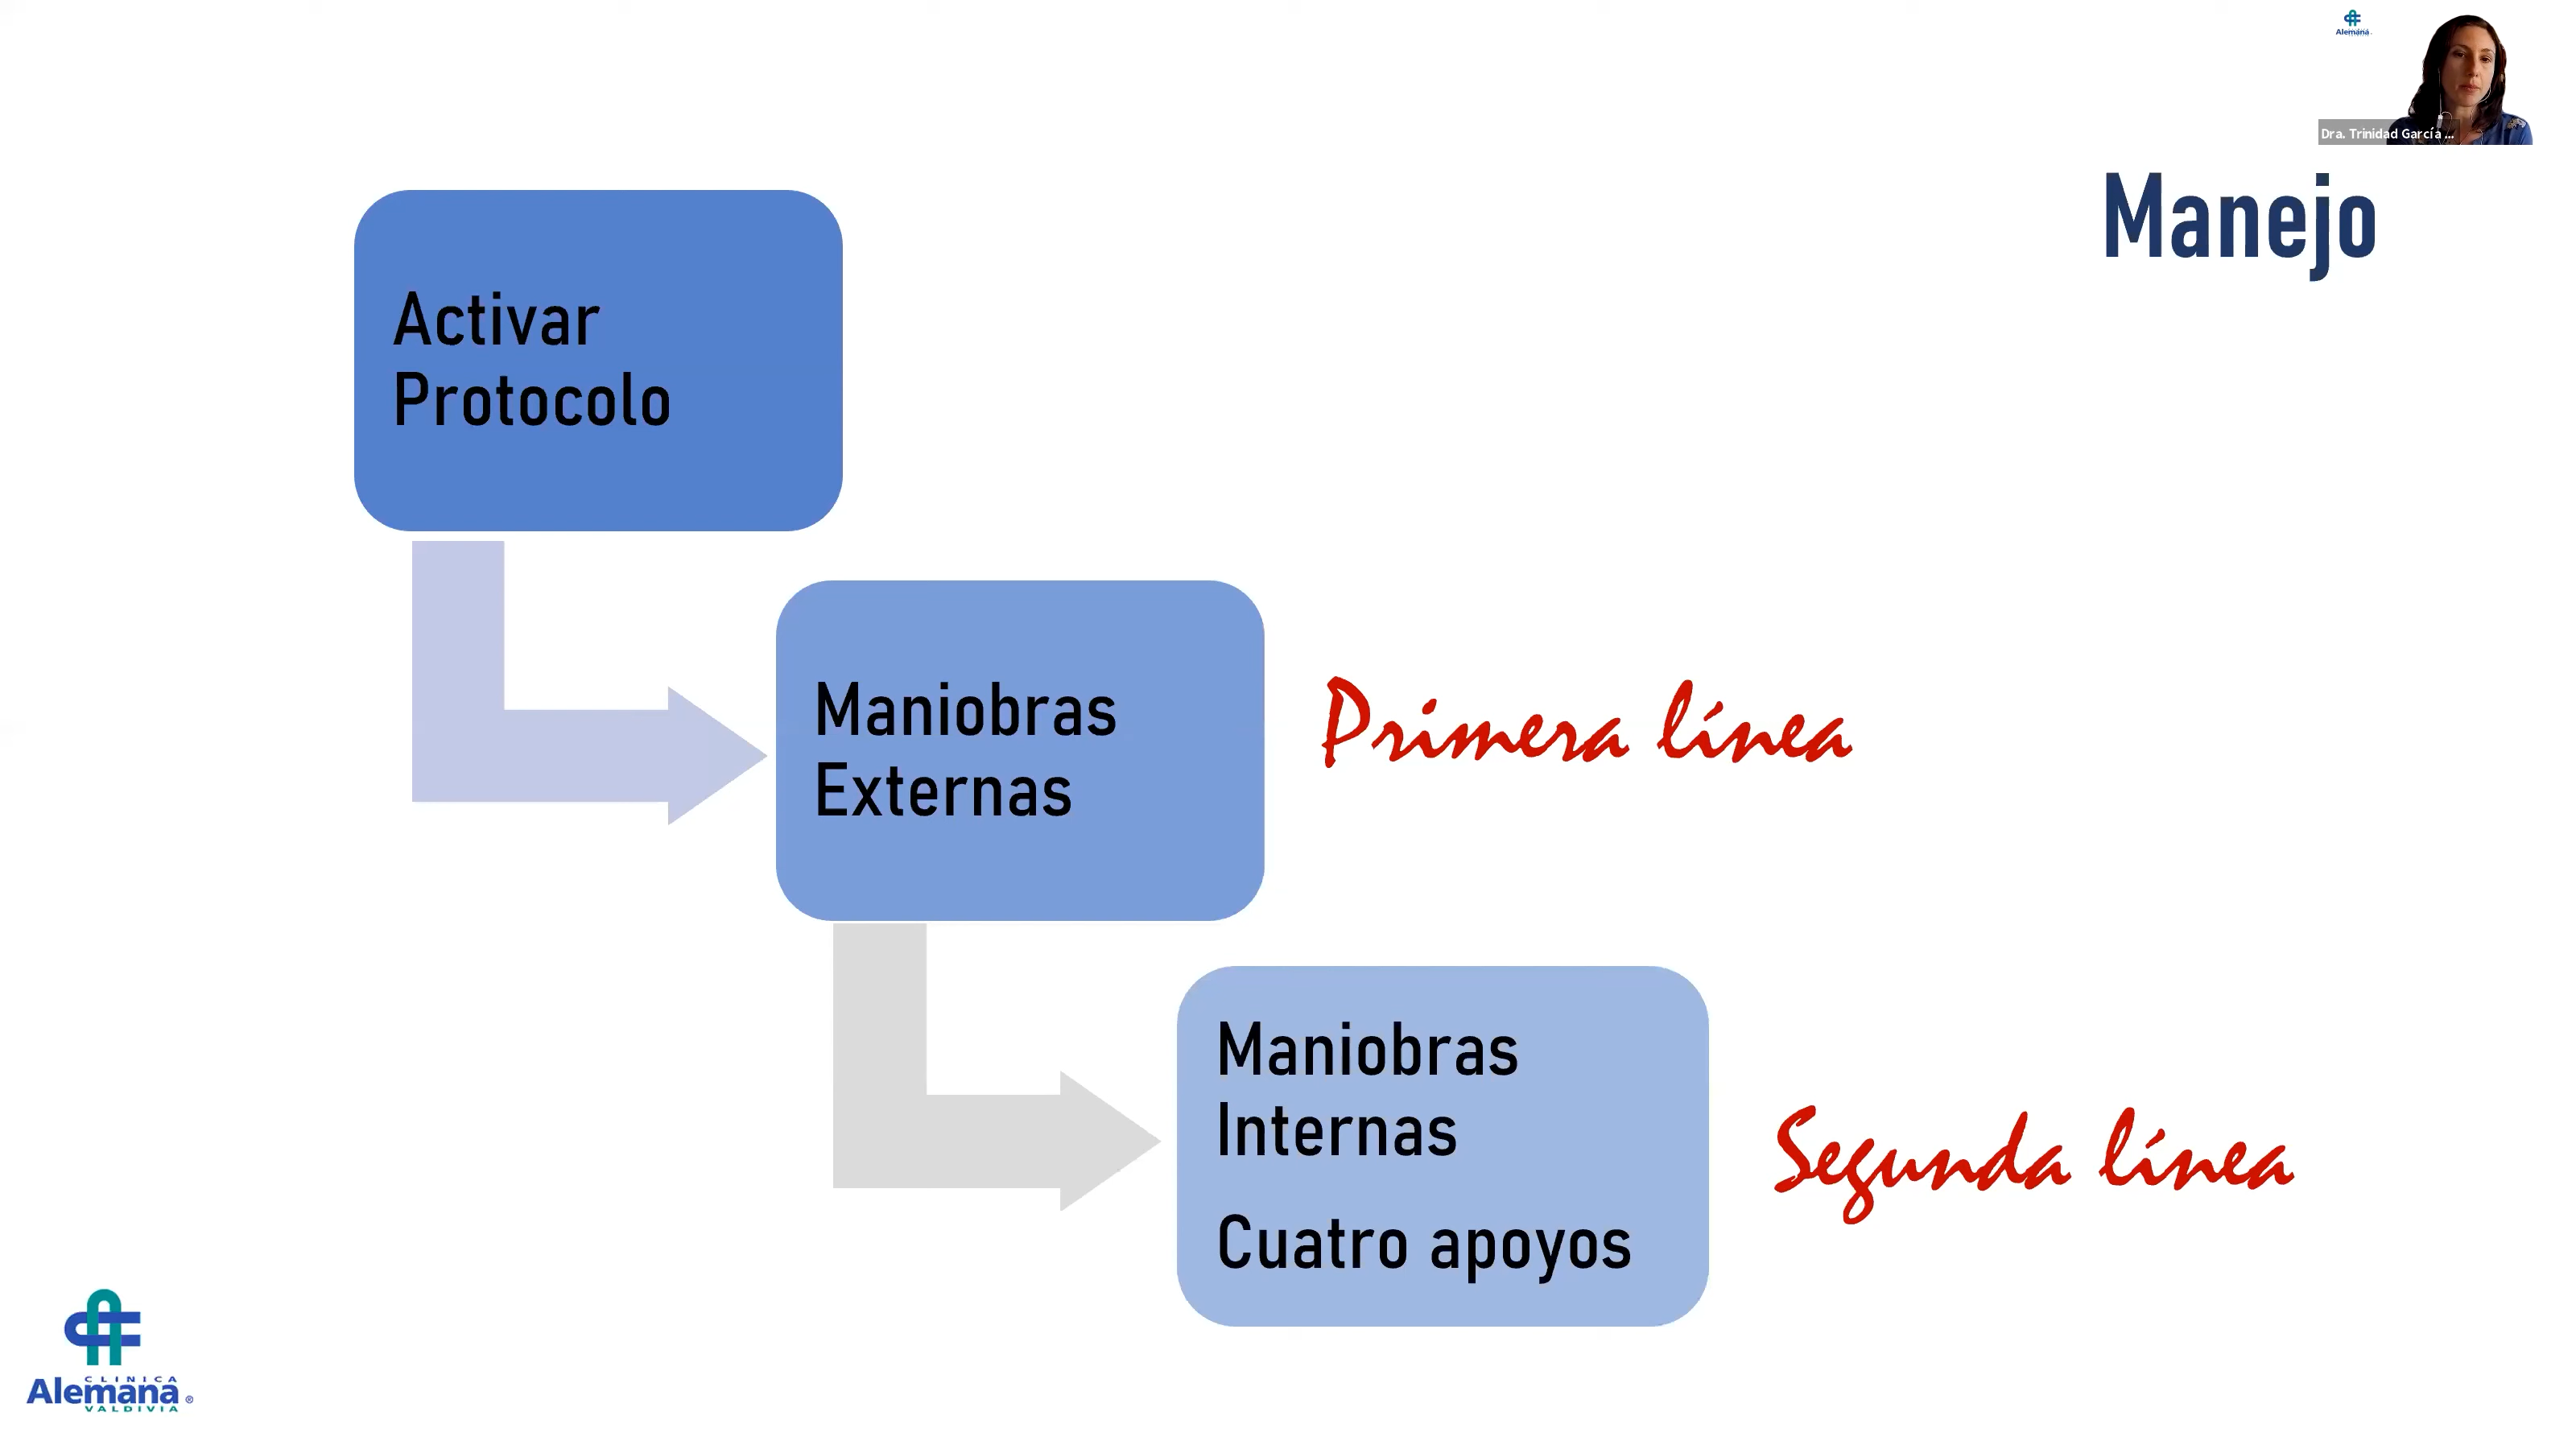 Alemana
Dra. Trinidad García ...
Manejo
Activar
Protocolo
Maniobras
Externas
Primera línea
Maniobras
Internas
Cuatro apoyos
Segunda línea
CLINICA
Alemana ®
VALDIVIA